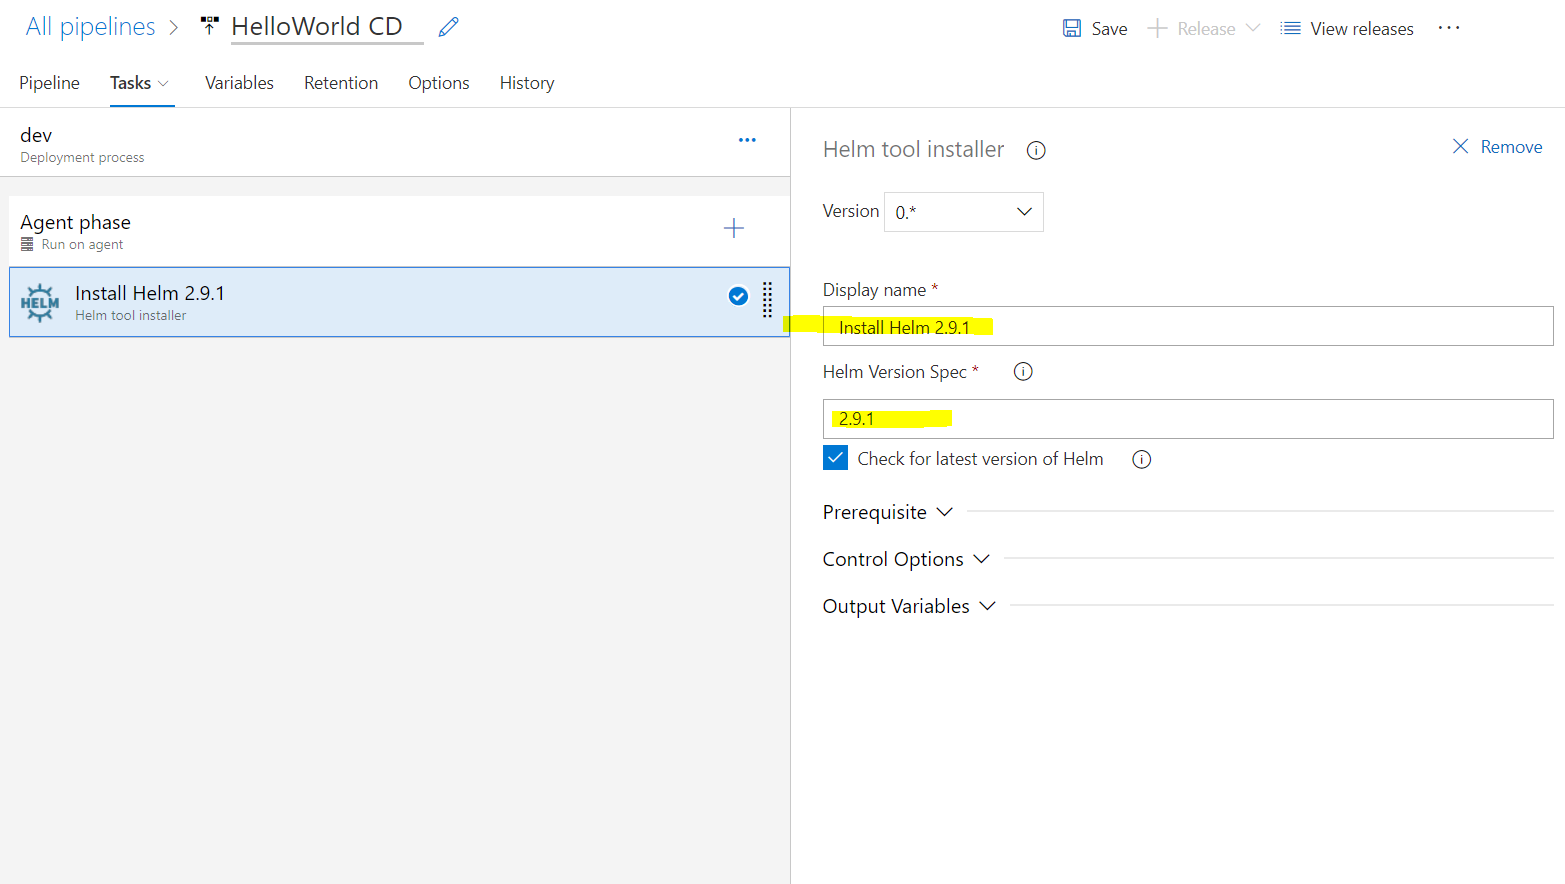 All pipelines > HelloWorld CD
Save Release View releases ...
Pipeline Tasks Variables Retention Options History
dev
Deployment process
Agent phase
Run on agent
HELM
Install Helm 2.9.1
Helm tool installer
Helm tool installer
Remove
Version 0.*
Display name *
Install Helm 2.9.1
Helm Version Spec *
2.9.1
Check for latest version of Helm
Prerequisite
Control Options
Output Variables